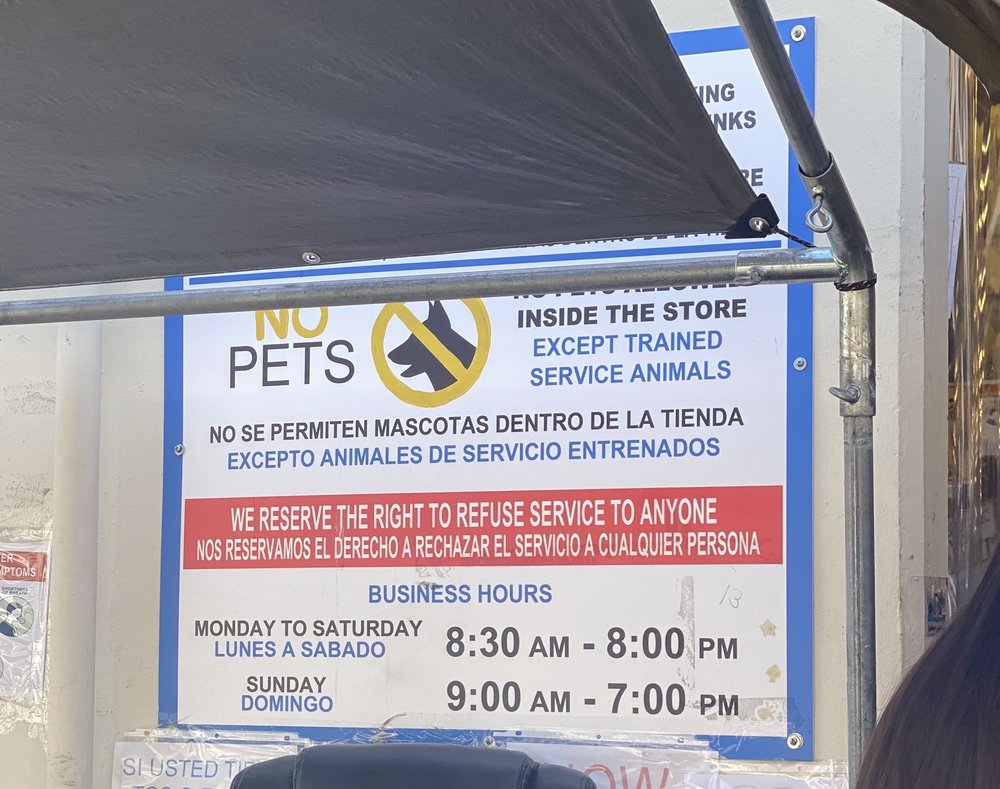 NO
PETS
INSIDE THE STORE
EXCEPT TRAINED
SERVICE ANIMALS
NO SE PERMITEN MASCOTAS DENTRO DE LA TIENDA
EXCEPTO ANIMALES DE SERVICIO ENTRENADOS
WE RESERVE THE RIGHT TO REFUSE SERVICE TO ANYONE
NOS RESERVAMOS EL DERECHO A RECHAZAR EL SERVICIO A CUALQUIER PERSONA
BUSINESS HOURS
MONDAY TO SATURDAY 8:30 AM - 8:00 PM
LUNES A SABADO
SUNDAY 9:00 AM - 7:00 PM
DOMINGO
13
SI USTED